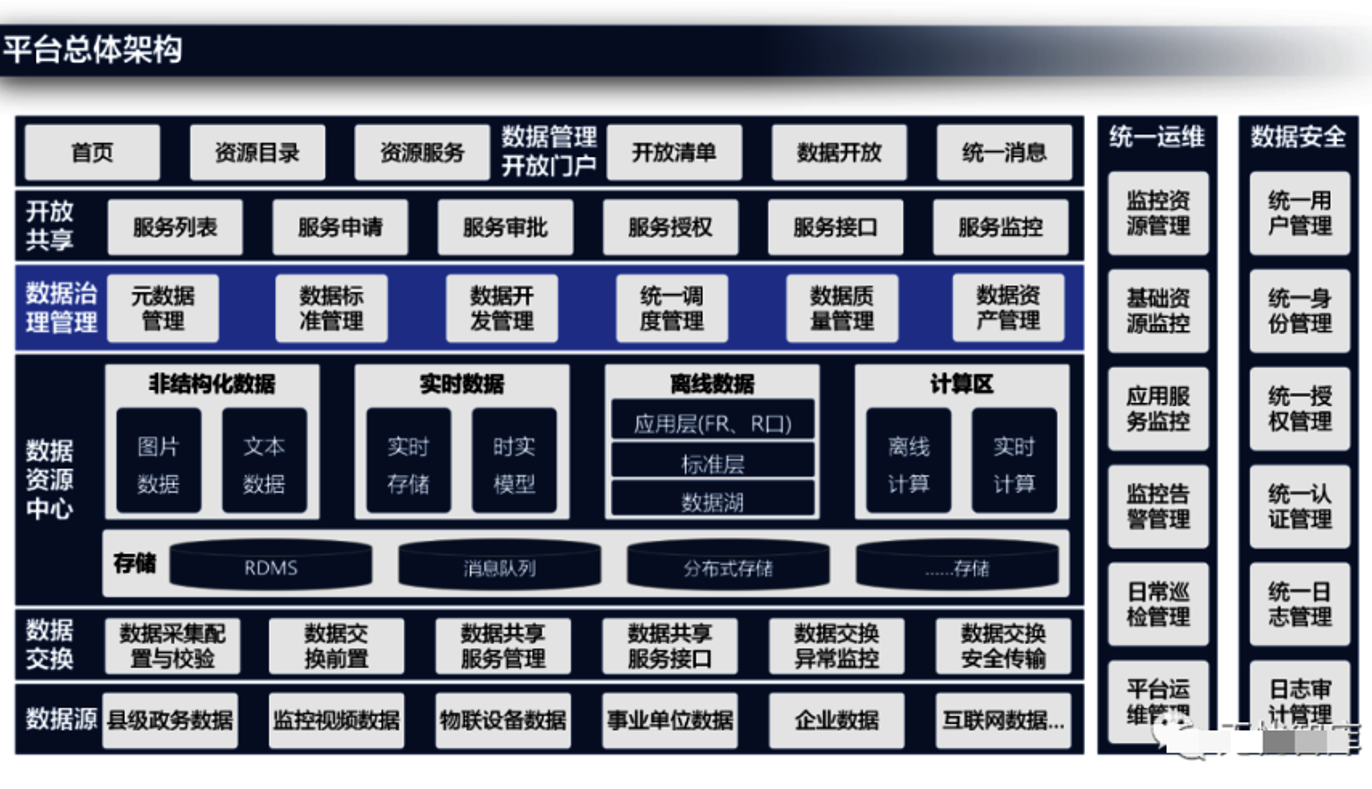 平台总体架构
首页
资源目录
资源服务
数据管理
开放门户
开放清单
数据开放
统一消息
开放
共享
服务列表
服务申请
服务审批
服务授权
服务接口
服务监控
数据治
理管理
元数据
管理
数据标
准管理
数据开
发管理
统一调
度管理
数据质
量管理
数据资
产管理
数据
资源
中心
非结构化数据
图片
数据
文本
数据
实时数据
实时
存储
时实
模型
离线数据
应用层(FR、R口)
标准层
数据湖
计算区
离线
计算
实时
计算
存储
RDMS
消息队列
分布式存储
......存储
数据
交换
数据采集配
置与校验
数据交
换前置
数据共享
服务管理
数据共享
服务接口
数据交换
异常监控
数据交换
安全传输
数据源
县级政务数据
监控视频数据
物联设备数据
事业单位数据
企业数据
互联网数据...
统一运维
监控资
源管理
基础资
源监控
应用服
务监控
监控告
警管理
日常巡
检管理
平台运
维管理
数据安全
统一用
户管理
统一身
份管理
统一授
权管理
统一认
证管理
统一日
志管理
日志审
计管理